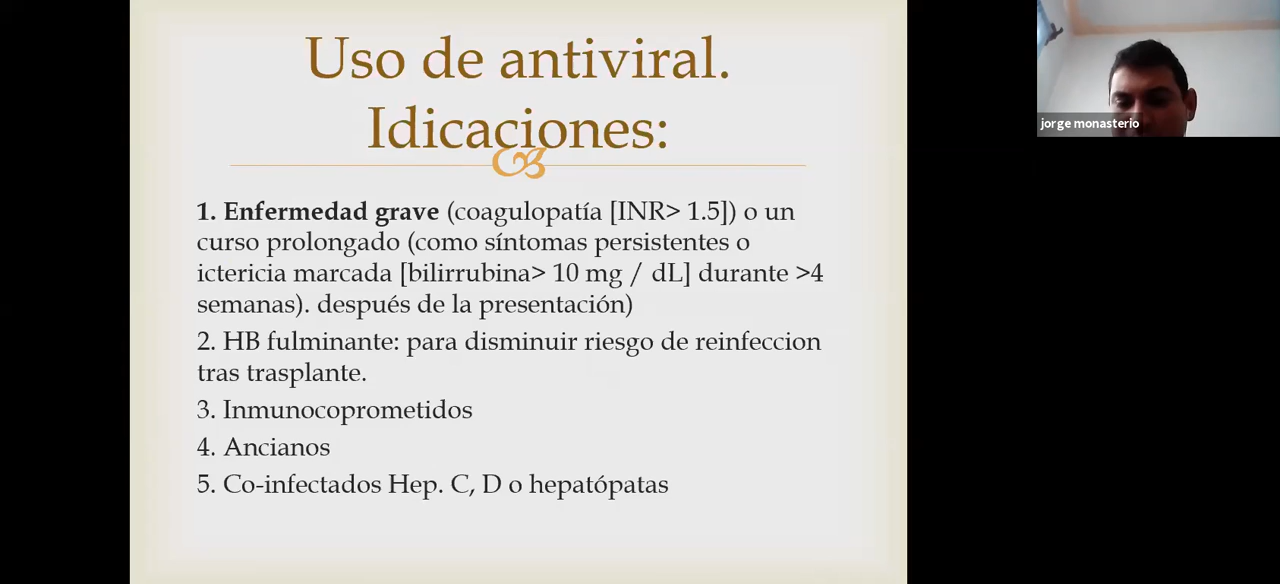 Uso de antiviral.
Idicaciones:
1. Enfermedad grave (coagulopatía [INR> 1.5]) o un
curso prolongado (como síntomas persistentes o
ictericia marcada [bilirrubina> 10 mg / dL] durante >4
semanas). después de la presentación)
2. HB fulminante: para disminuir riesgo de reinfeccion
tras trasplante.
3. Inmunocoprometidos
4. Ancianos
5. Co-infectados Hep. C, D o hepatópatas
jorge monasterio